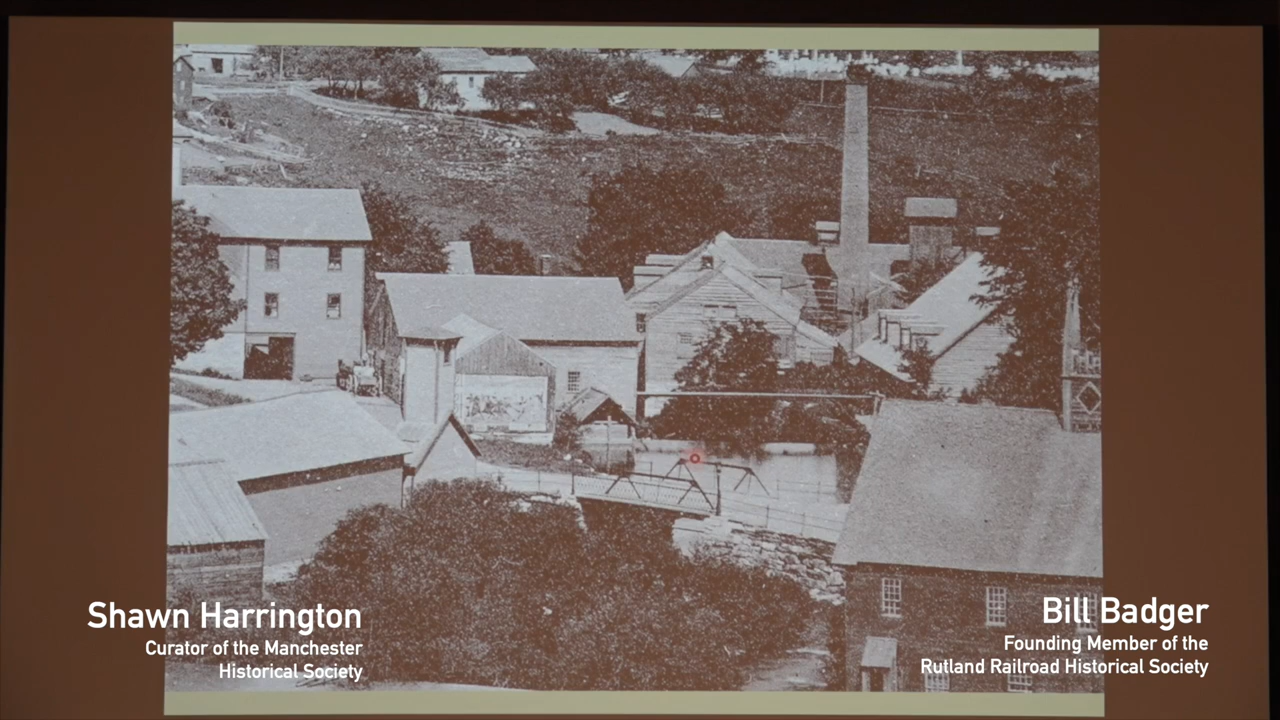 Shawn Harrington
Curator of the Manchester
Historical Society
Bill Badger
Founding Member of the
Rutland Railroad Historical Society